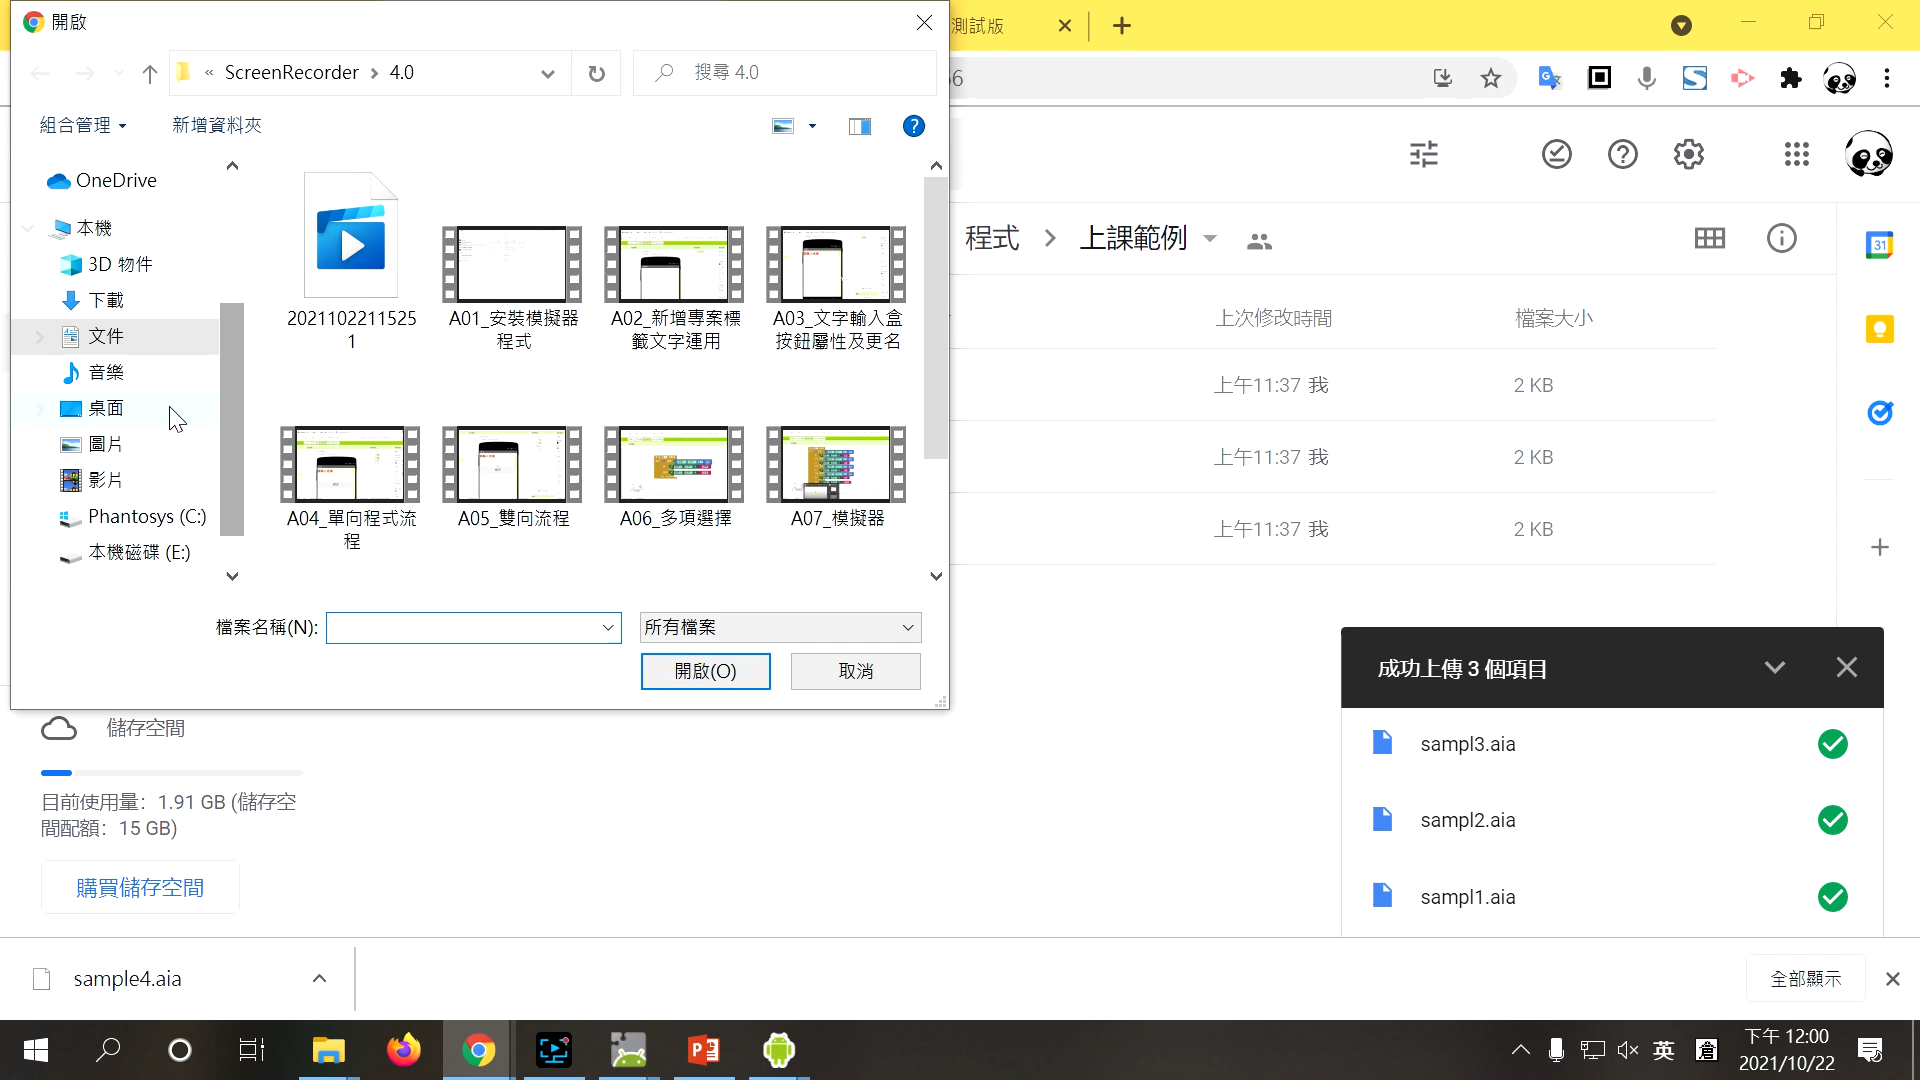 開啟
測試版
« ScreenRecorder > 4.0
搜尋 4.0
6
組合管理
新增資料夾
OneDrive
本機
3D 物件
下載
文件
音樂
桌面
圖片
影片
Phantosys (C:)
本機磁碟 (E:)
2021102211525
1
A01_安裝模擬器
程式
A02_新增專案標
籤文字運用
A03_文字輸入盒
按鈕屬性及更名
A04_單向程式流
程
A05_雙向流程
A06_多項選擇
A07_模擬器
檔案名稱(N):
所有檔案
開啟(O)
取消
程式 > 上課範例
上次修改時間
檔案大小
上午11:37 我
2 KB
上午11:37 我
2 KB
上午11:37 我
2 KB
31
儲存空間
目前使用量：1.91 GB (儲存空
間配額：15 GB)
購買儲存空間
成功上傳 3 個項目
sampl3.aia
sampl2.aia
sampl1.aia
sample4.aia
全部顯示
英
倉
下午 12:00
2021/10/22